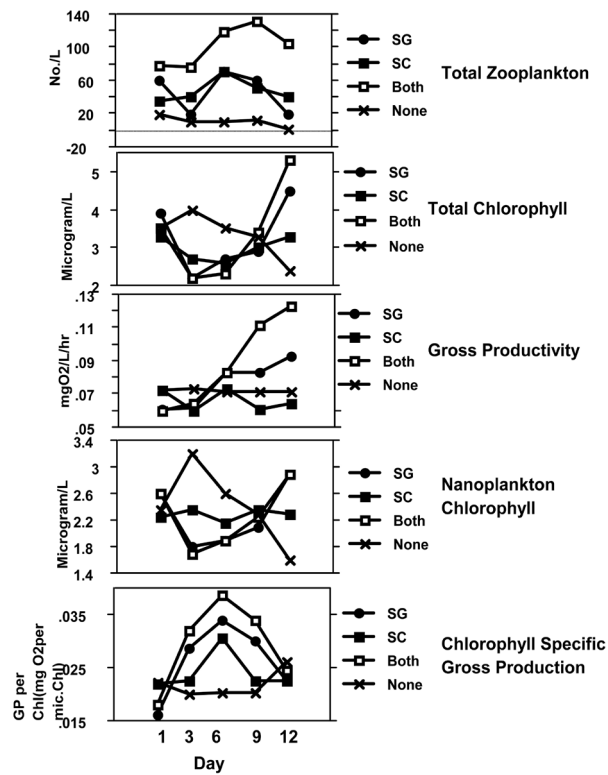 140
No./L
100
60
20
-20
SG
SC
Both
None
Total Zooplankton
5
4
3
2
Microgram/L
SG
SC
Both
None
Total Chlorophyll
.13
.11
.09
.07
.05
mgO2/L/hr
SG
SC
Both
None
Gross Productivity
3.4
3
2.6
2.2
1.8
1.4
Microgram/L
SG
SC
Both
None
Nanoplankton
Chlorophyll
.035
.025
.015
GP per
Chl(mg O2per
mic.Chl)
SG
SC
Both
None
Chlorophyll Specific
Gross Production
1 3 6 9 12
Day